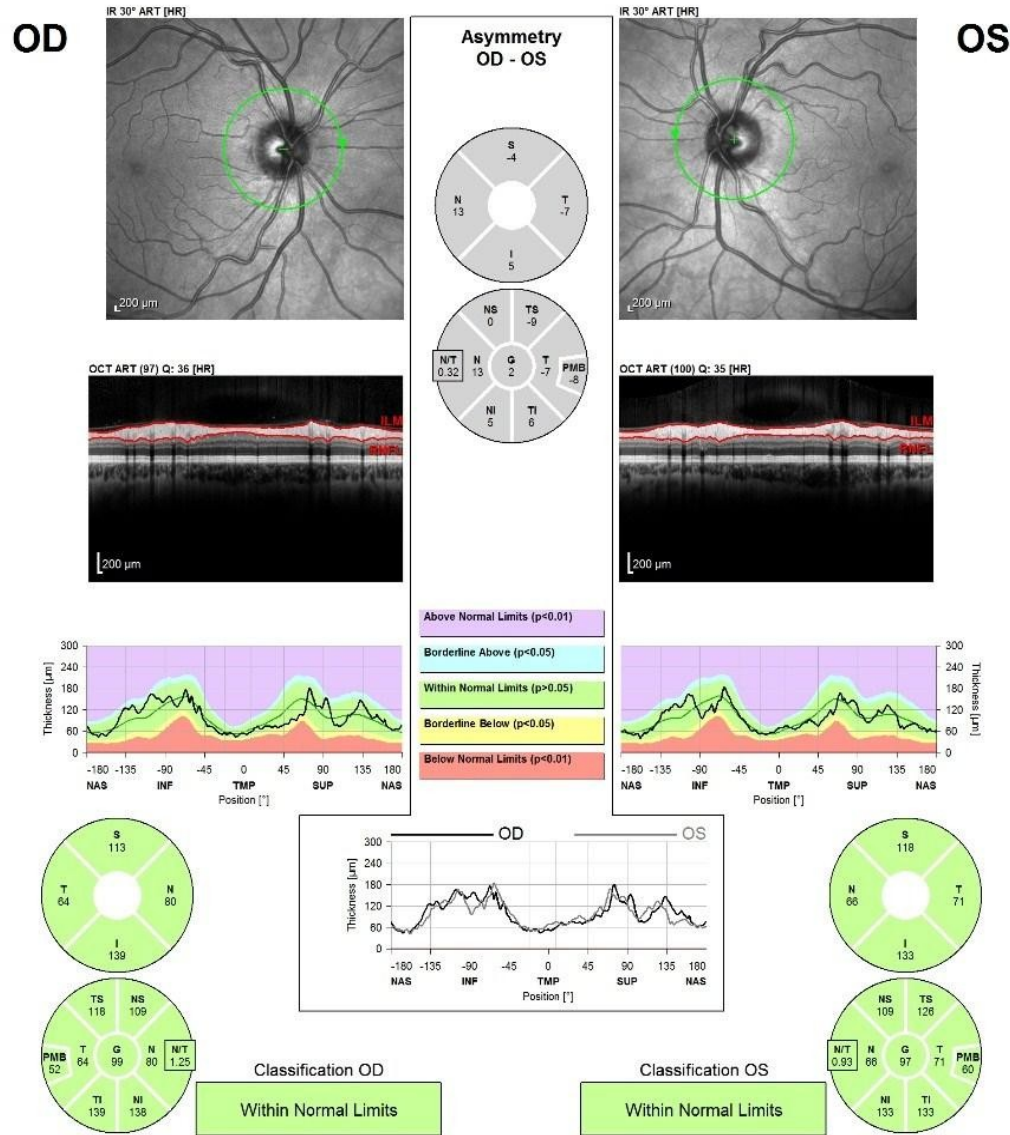 OD
IR 30° ART [HR]
200 µm
Asymmetry
OD - OS
IR 30° ART [HR]
OS
200 µm
S
-4
N
13
T
-7
I
5
NS
0
TS
-9
N/T
0.32
N
13
G
2
T
-7
PMB
-8
NI
5
TI
6
OCT ART (97) Q: 36 [HR]
ILM
RNFL
200 µm
OCT ART (100) Q: 35 [HR]
ILM
RNFL
200 µm
Above Normal Limits (p<0.01)
Borderline Above (p<0.05)
Within Normal Limits (p>0.05)
Borderline Below (p<0.05)
Below Normal Limits (p<0.01)
Thickness [µm]
300
240
180
120
60
0
-180 -135 -90 -45 0 45 90 135 180
NAS INF TMP SUP NAS
Position [°]
300
240
180
120
60
0
Thickness [µm]
-180 -135 -90 -45 0 45 90 135 180
NAS INF TMP SUP NAS
Position [°]
OD OS
Thickness [µm]
300
240
180
120
60
0
-180 -135 -90 -45 0 45 90 135 180
NAS INF TMP SUP NAS
Position [°]
S
113
T
64
N
80
I
139
TS
118
NS
109
PMB
52
T
64
G
99
N
80
N/T
1.25
TI
139
NI
138
Classification OD
Within Normal Limits
S
118
N
66
T
71
I
133
NS
109
TS
126
N/T
0.93
N
66
G
97
T
71
PMB
60
NI
133
TI
133
Classification OS
Within Normal Limits